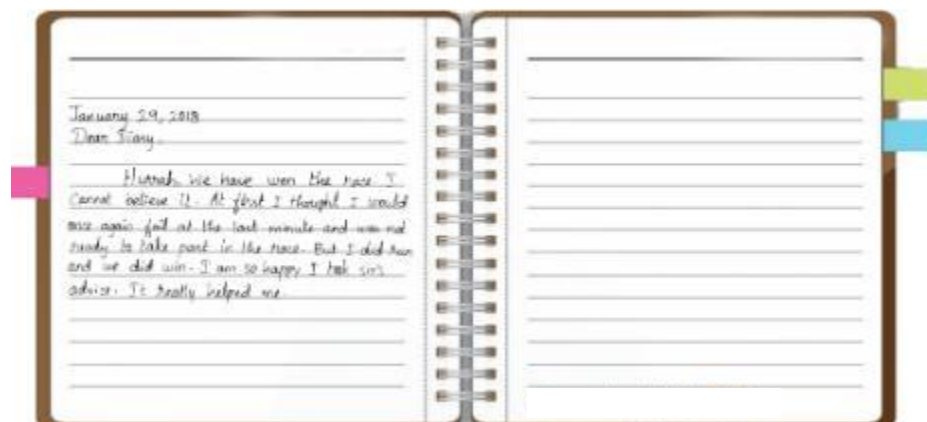 January 29, 2018
Dear Diary,
Hurrah we have won the race I
cannot believe it. At first I thought I would
once again fail at the last minute and was not
ready to take part in the race. But I did run
and we did win. I am so happy I took sir's
advice. It really helped me.